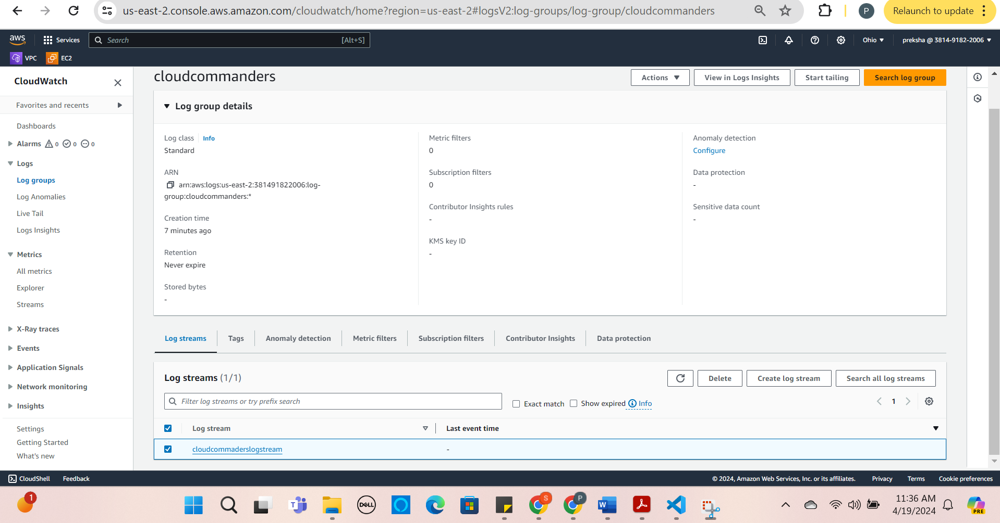 us-east-2.console.aws.amazon.com/cloudwatch/home?region=us-east-2#logsV2:log-groups/log-group/cloudcommanders
P
Relaunch to update
aws
Services
Search
[Alt+S]
Ohio
preksha @ 3814-9182-2006
VPC
EC2
CloudWatch
Favorites and recents
Dashboards
Alarms 0 0 0
Logs
Log groups
Log Anomalies
Live Tail
Logs Insights
Metrics
All metrics
Explorer
Streams
X-Ray traces
Events
Application Signals
Network monitoring
Insights
Settings
Getting Started
What's new
cloudcommanders
Actions
View in Logs Insights
Start tailing
Search log group
Log group details
Log class Info
Standard
ARN
arn:aws:logs:us-east-2:381491822006:log-
group:cloudcommanders:*
Creation time
7 minutes ago
Retention
Never expire
Stored bytes
-
Metric filters
0
Subscription filters
0
Contributor Insights rules
-
KMS key ID
-
Anomaly detection
Configure
Data protection
-
Sensitive data count
-
Log streams
Tags
Anomaly detection
Metric filters
Subscription filters
Contributor Insights
Data protection
Log streams (1/1)
Delete
Create log stream
Search all log streams
Filter log streams or try prefix search
Exact match
Show expired
Info
1
Log stream
Last event time
cloudcommaderslogstream
-
CloudShell
Feedback
© 2024, Amazon Web Services, Inc. or its affiliates.
Privacy
Terms
Cookie preferences
1
T
DELL
S
P
W
11:36 AM
4/19/2024
PRE